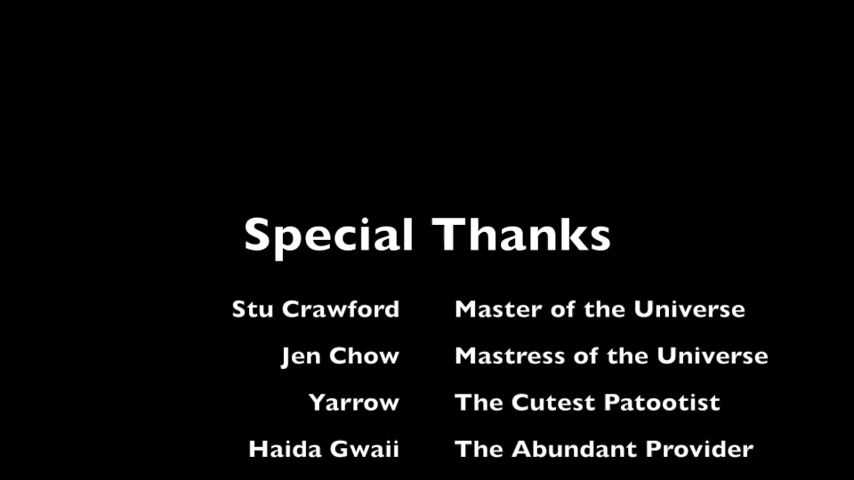 Special Thanks
Stu Crawford Master of the Universe
Jen Chow Mastress of the Universe
Yarrow The Cutest Patootist
Haida Gwaii The Abundant Provider